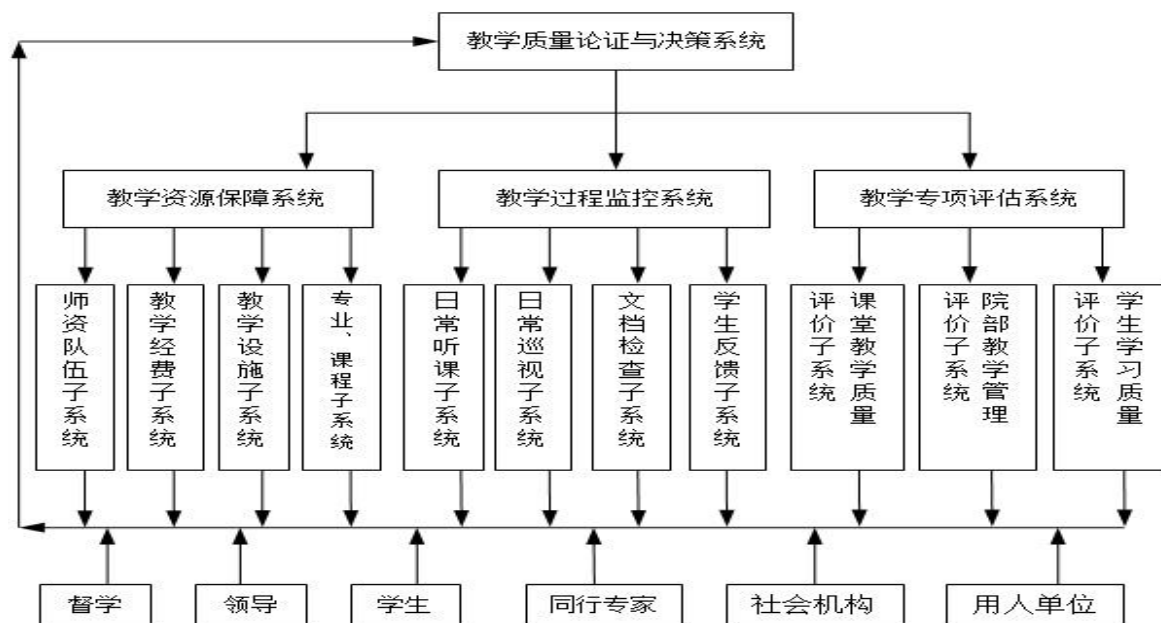 教学质量论证与决策系统
教学资源保障系统
教学过程监控系统
教学专项评估系统
师资队伍子系统
教学经费子系统
教学设施子系统
专业、课程子系统
日常听课子系统
日常巡视子系统
文档检查子系统
学生反馈子系统
课堂教学质量
评价子系统
院部教学管理
评价子系统
学生学习质量
评价子系统
督学
领导
学生
同行专家
社会机构
用人单位